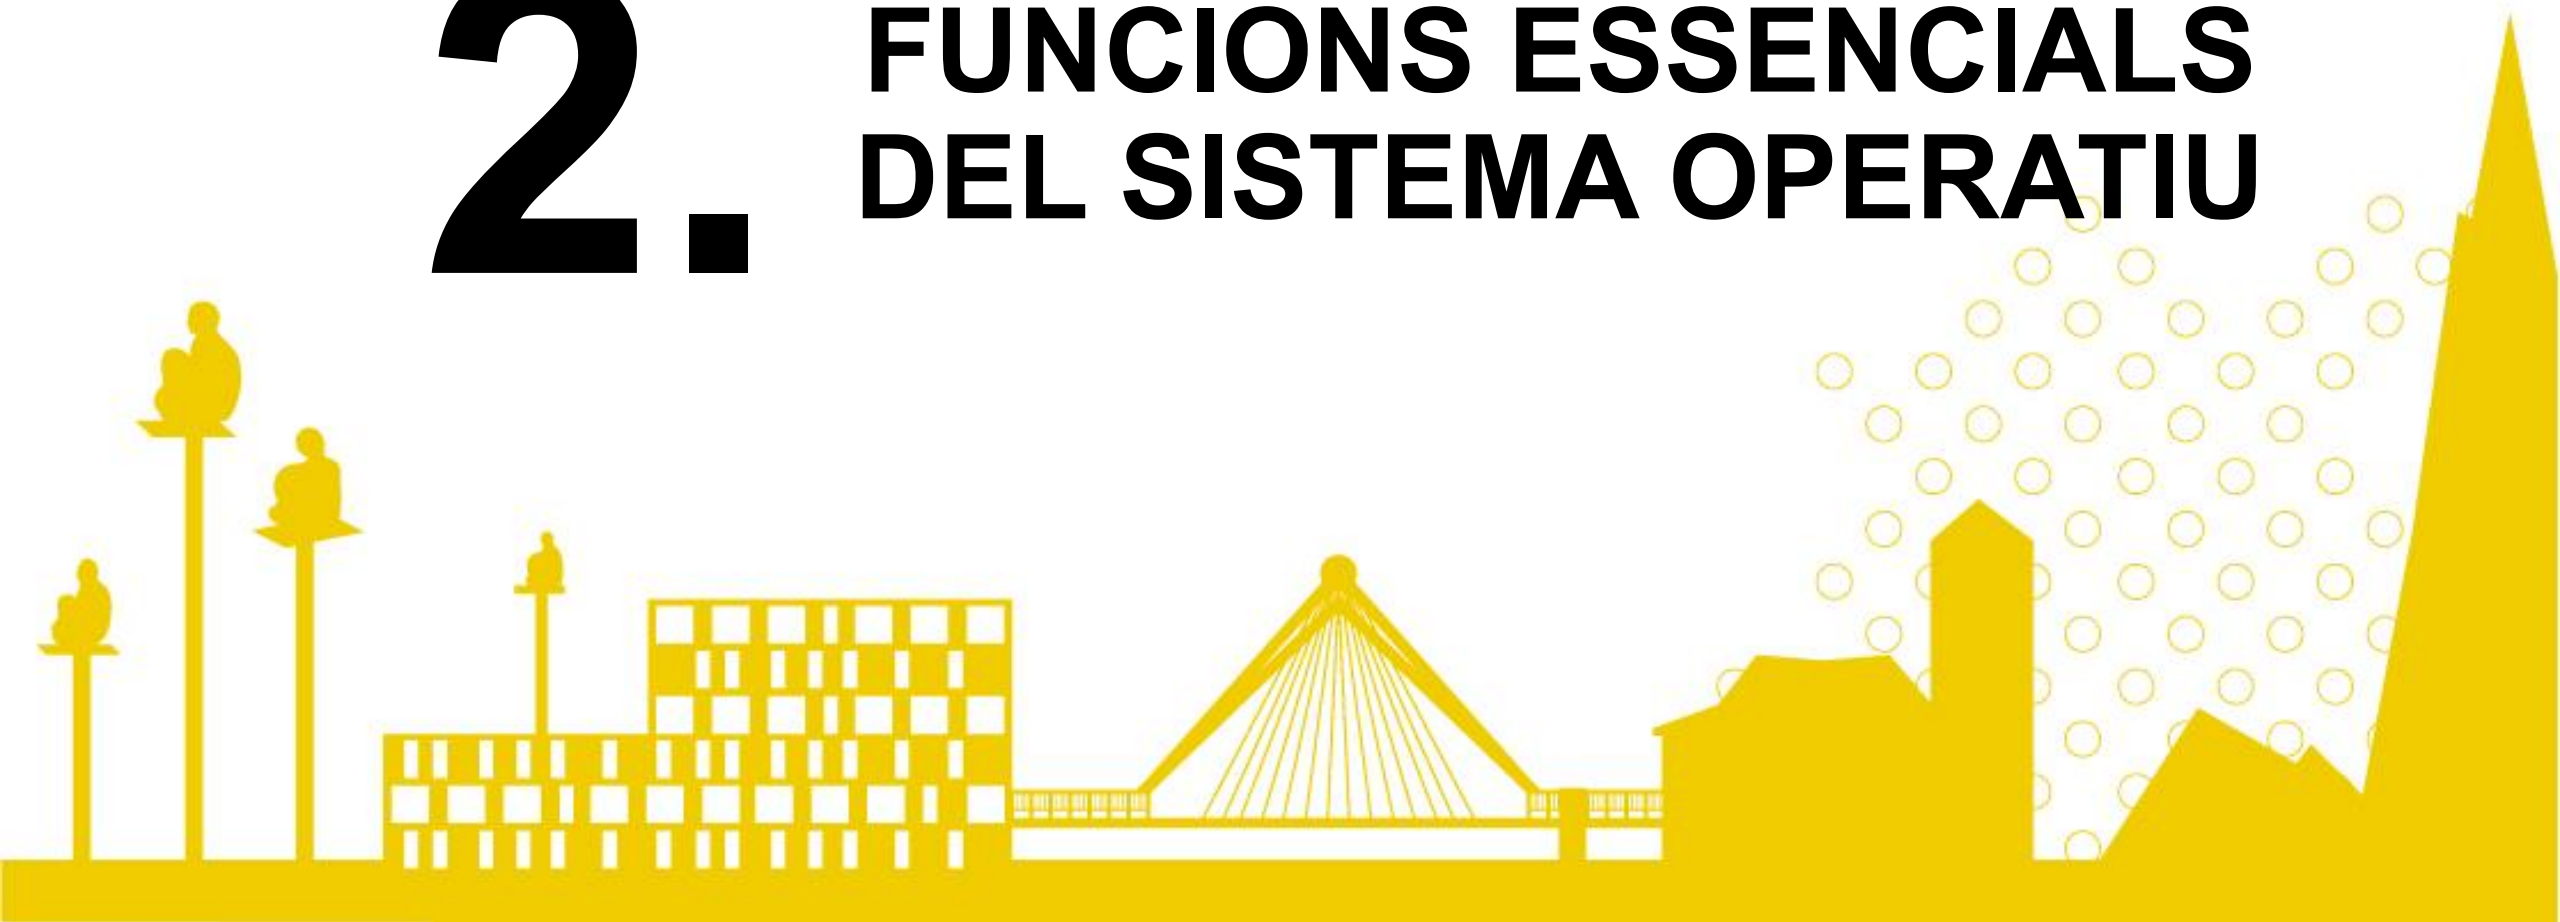 2.
FUNCIONS ESSENCIALS
DEL SISTEMA OPERATIU